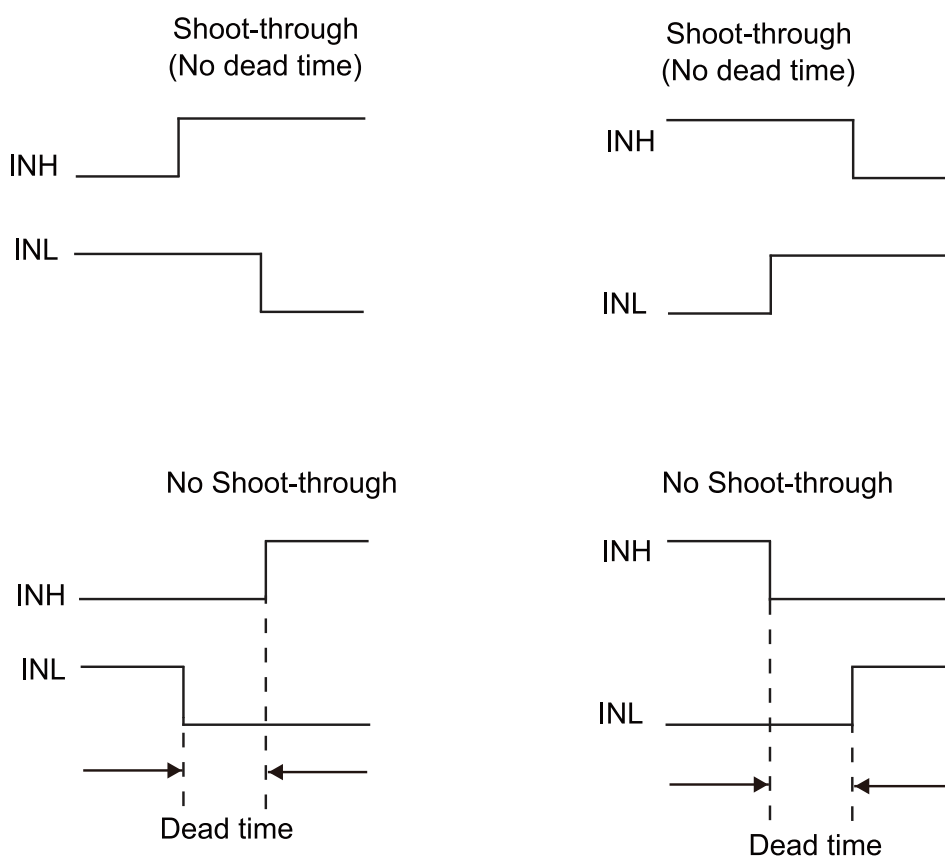 Shoot-through
(No dead time)
INH
INL
Shoot-through
(No dead time)
INH
INL
No Shoot-through
INH
INL
Dead time
No Shoot-through
INH
INL
Dead time